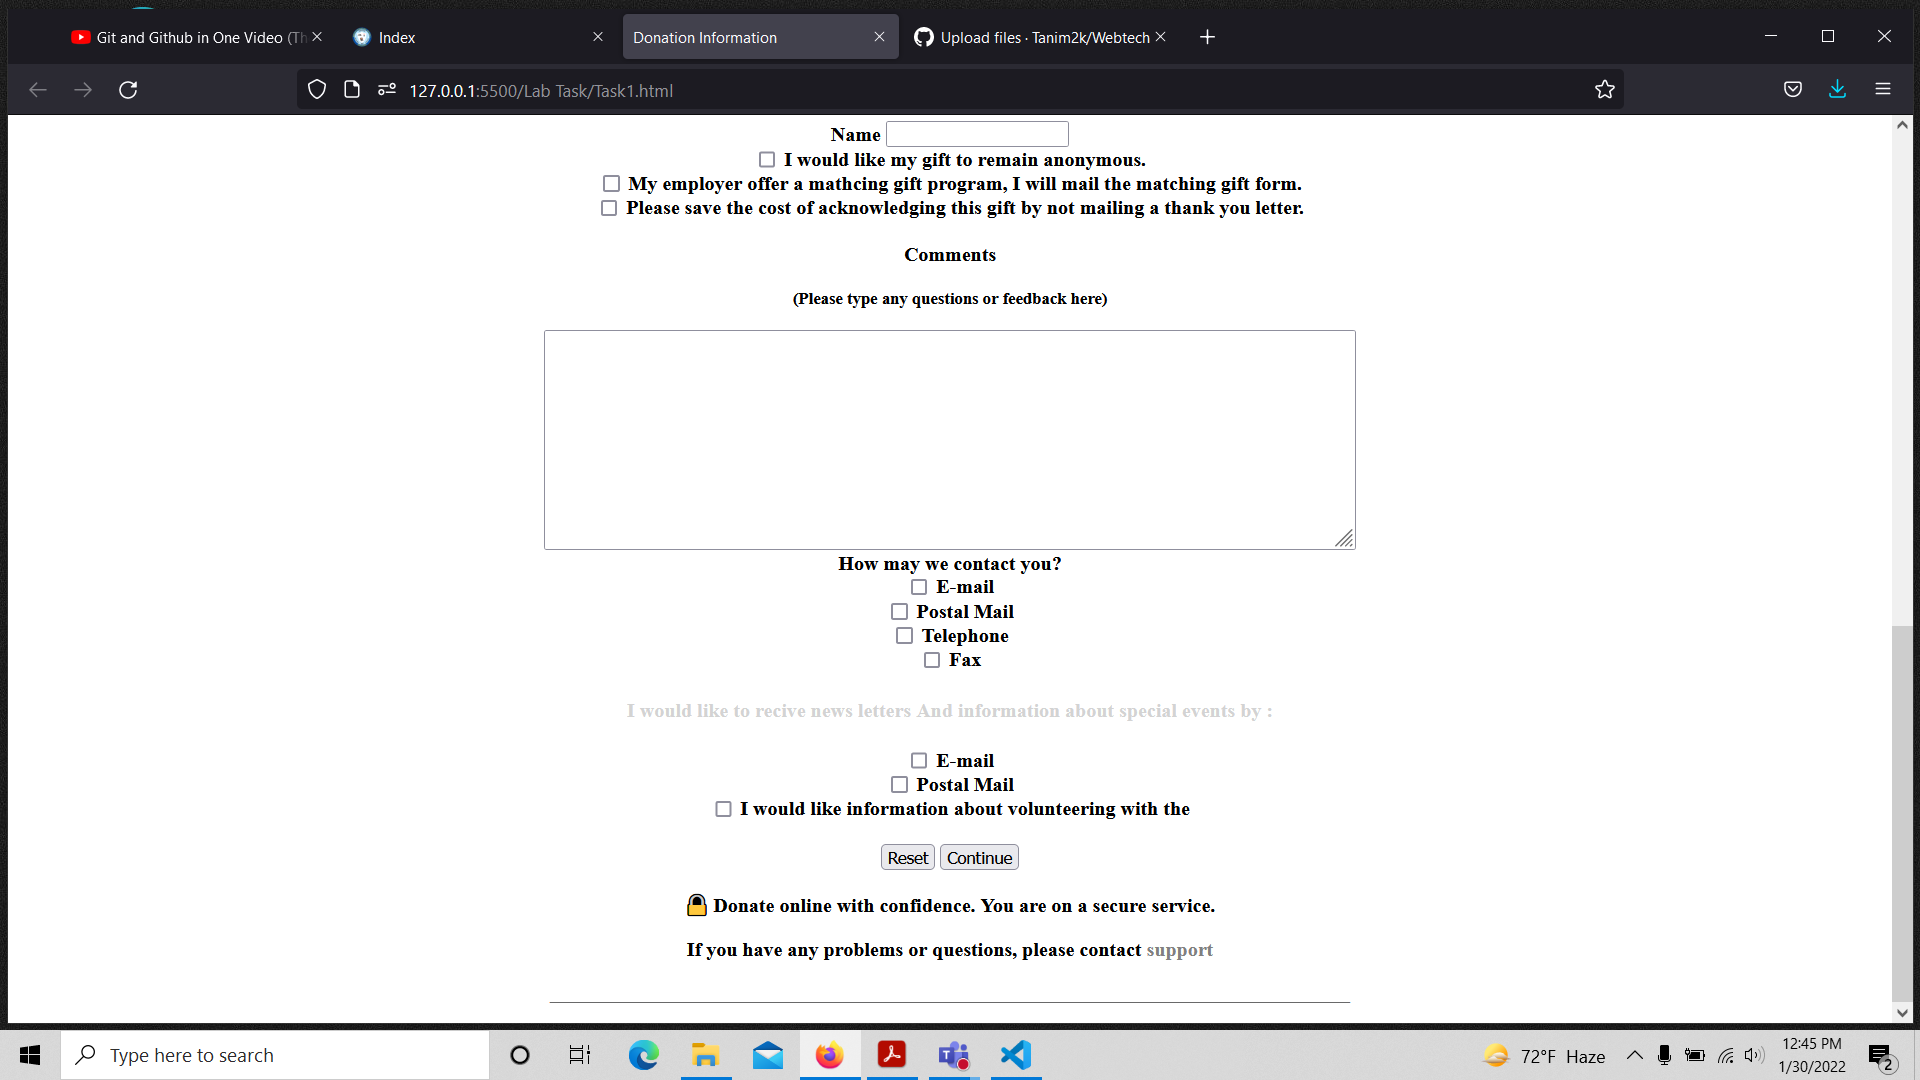 Git and Github in One Video (Th
Index
Donation Information
Upload files · Tanim2k/Webtech
127.0.0.1:5500/Lab Task/Task1.html
Name
I would like my gift to remain anonymous.
My employer offer a mathcing gift program, I will mail the matching gift form.
Please save the cost of acknowledging this gift by not mailing a thank you letter.
Comments
(Please type any questions or feedback here)
How may we contact you?
E-mail
Postal Mail
Telephone
Fax
I would like to recive news letters And information about special events by :
E-mail
Postal Mail
I would like information about volunteering with the
Reset Continue
Donate online with confidence. You are on a secure service.
If you have any problems or questions, please contact support
Type here to search
72°F Haze
12:45 PM
1/30/2022
2